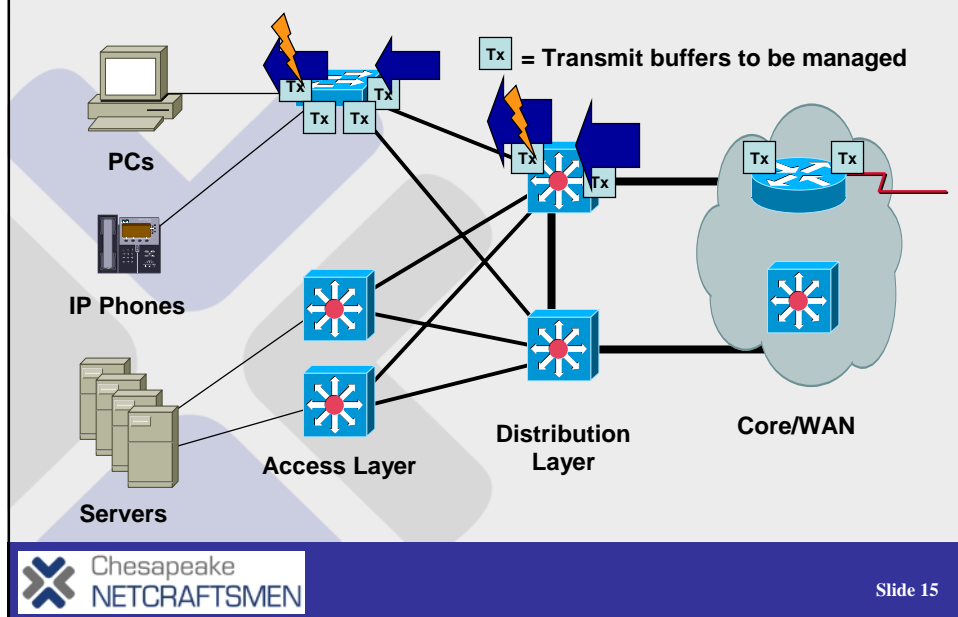 Tx = Transmit buffers to be managed
Tx
Tx
Tx Tx
PCs
Tx
Tx
Tx Tx
IP Phones
Servers
Access Layer
Distribution
Layer
Core/WAN
Chesapeake
NETCRAFTSMEN
Slide 15